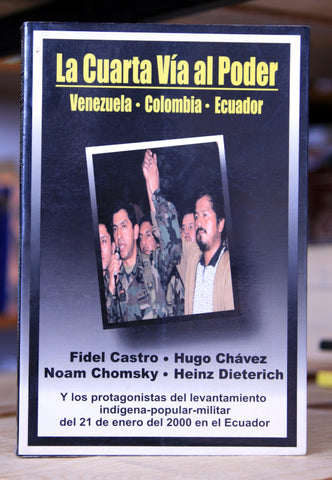 La Cuarta Vía al Poder
Venezuela • Colombia • Ecuador
Fidel Castro • Hugo Chávez
Noam Chomsky • Heinz Dieterich
Y los protagonistas del levantamiento
indígena-popular-militar
del 21 de enero del 2000 en el Ecuador